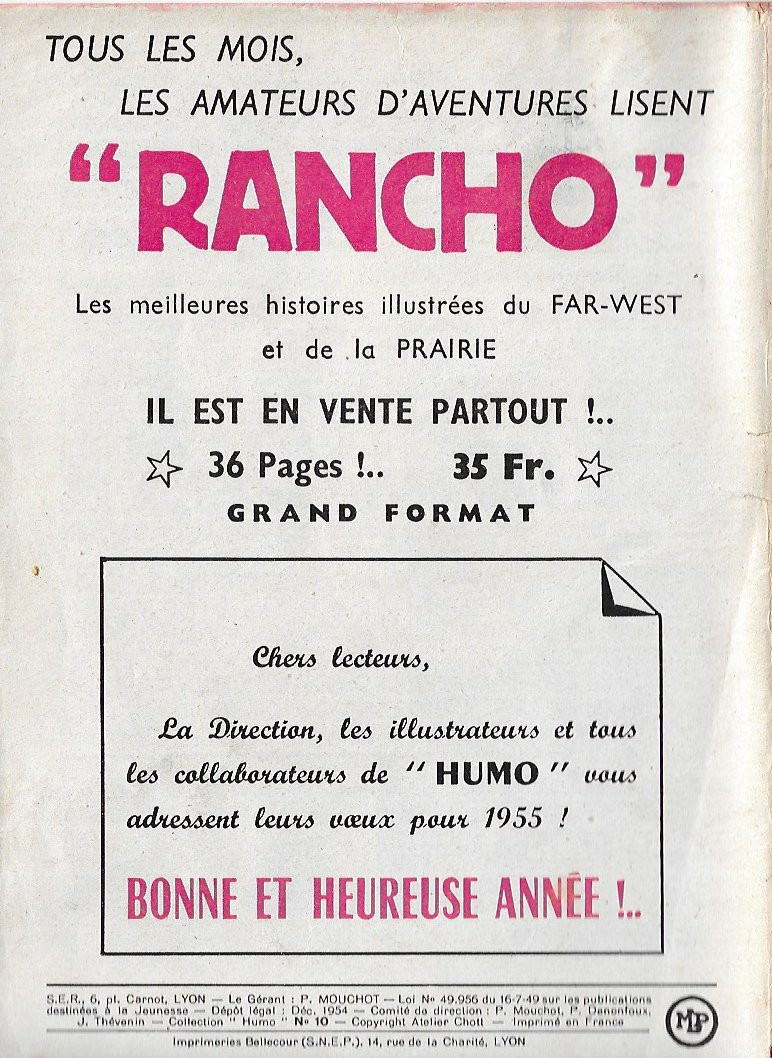 TOUS LES MOIS,
LES AMATEURS D'AVENTURES LISENT
“RANCHO”
Les meilleures histoires illustrées du FAR-WEST
et de la PRAIRIE
IL EST EN VENTE PARTOUT !..
36 Pages !.. 35 Fr.
GRAND FORMAT
Chers lecteurs,
La Direction, les illustrateurs et tous
les collaborateurs de “ HUMO ” vous
adressent leurs vœux pour 1955 !
BONNE ET HEUREUSE ANNÉE !..
S.E.R., 6, pl. Carnot, LYON — Le Gérant : P. MOUCHOT — Loi No 49.956 du 16-7-49 sur les publications
destinées à la Jeunesse — Dépôt légal : Déc. 1954 — Comité de direction : P. Mouchot, P. Danonfoux,
J. Thévenin — Collection “ Humo ” No 10 — Copyright Atelier Chott — Imprimé en France
Imprimeries Bellecour (S.N.E.P.). 14, rue de la Charité, LYON
MP